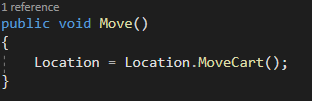 1 reference
public void Move()
{
    Location = Location.MoveCart();
}